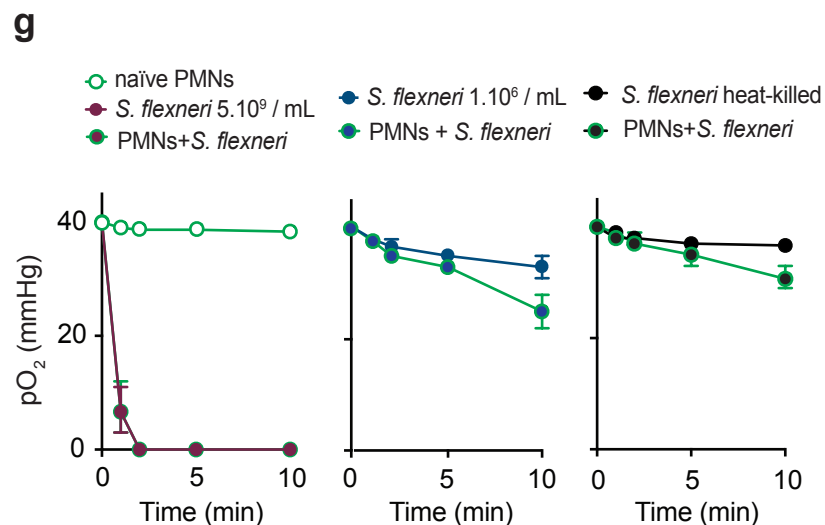 g
naïve PMNs
S. flexneri 5.10⁹ / mL
PMNs+S. flexneri
S. flexneri 1.10⁶ / mL
PMNs + S. flexneri
S. flexneri heat-killed
PMNs+S. flexneri
pO₂ (mmHg)
40
20
0
0 5 10
Time (min)
0 5 10
Time (min)
0 5 10
Time (min)